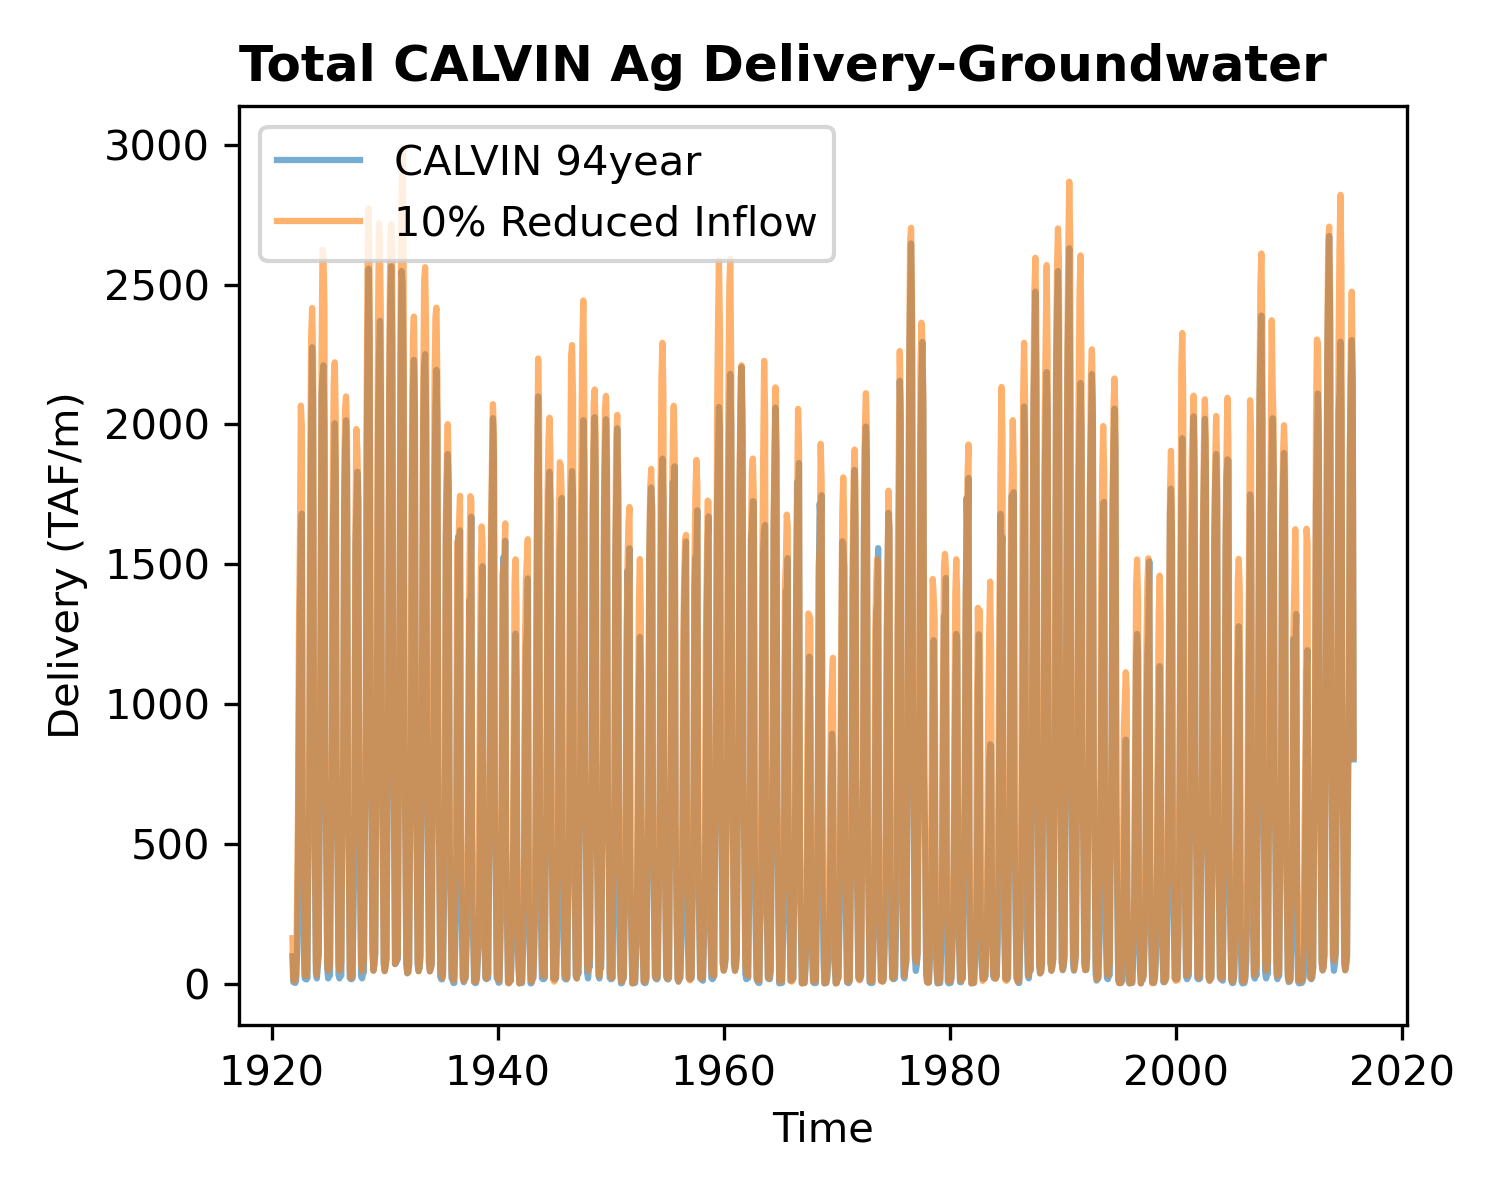 Total CALVIN Ag Delivery-Groundwater
CALVIN 94year
10% Reduced Inflow
Delivery (TAF/m)
3000
2500
2000
1500
1000
500
0
1920 1940 1960 1980 2000 2020
Time